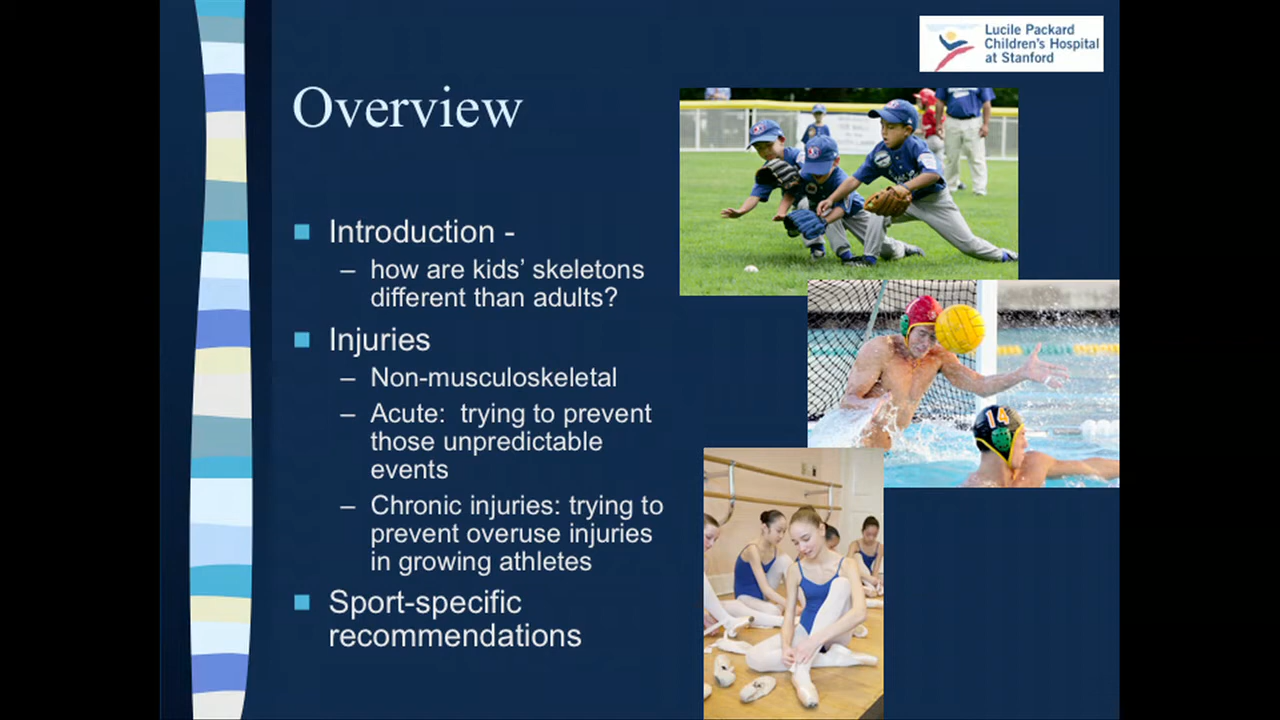 Lucile Packard
Children's Hospital
at Stanford
Overview
Introduction -
– how are kids’ skeletons
different than adults?
Injuries
– Non-musculoskeletal
– Acute:  trying to prevent
those unpredictable
events
– Chronic injuries: trying to
prevent overuse injuries
in growing athletes
Sport-specific
recommendations
14